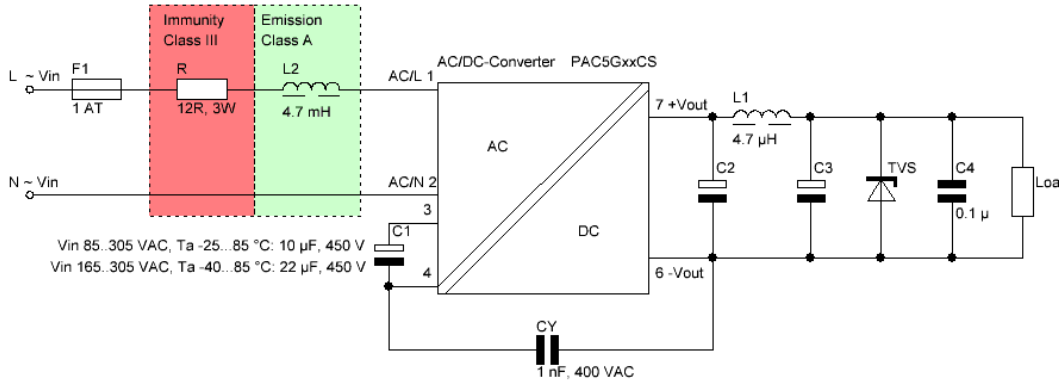 Immunity
Class III
Emission
Class A
L ~ Vin
F1
1 AT
R
12R, 3W
L2
4.7 mH
AC/L 1
AC/DC-Converter PAC5GxxCS
7 +Vout
L1
4.7 µH
AC
N ~ Vin
AC/N 2
3
C1
C2
C3
TVS
C4
0.1 µ
Loa
DC
Vin 85..305 VAC, Ta -25...85 °C: 10 µF, 450 V
Vin 165..305 VAC, Ta -40...85 °C: 22 µF, 450 V
4
6 -Vout
CY
1 nF, 400 VAC